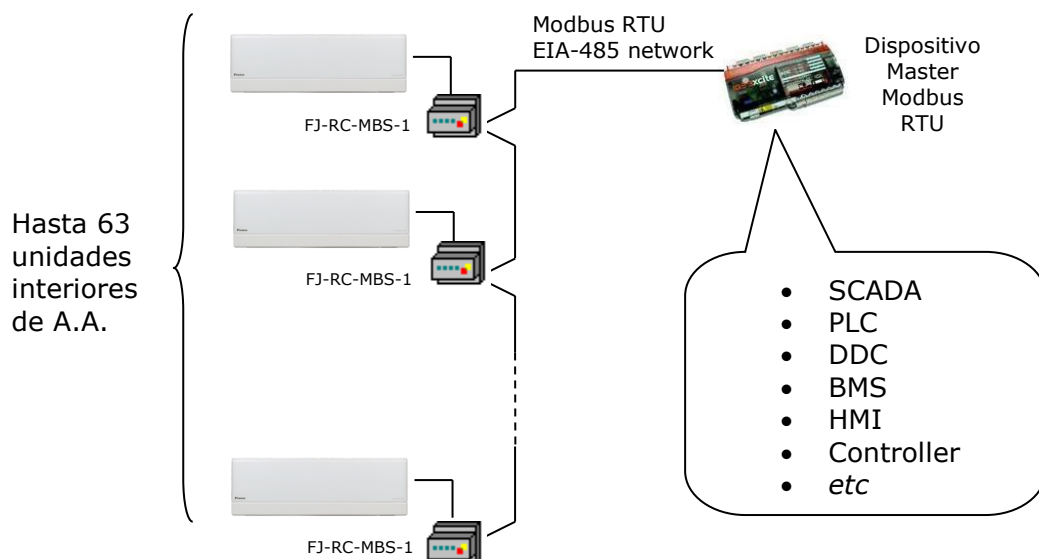 Modbus RTU
EIA-485 network
Dispositivo
Master
Modbus
RTU
FJ-RC-MBS-1
Hasta 63
unidades
interiores
de A.A.
FJ-RC-MBS-1
• SCADA
• PLC
• DDC
• BMS
• HMI
• Controller
• etc
FJ-RC-MBS-1